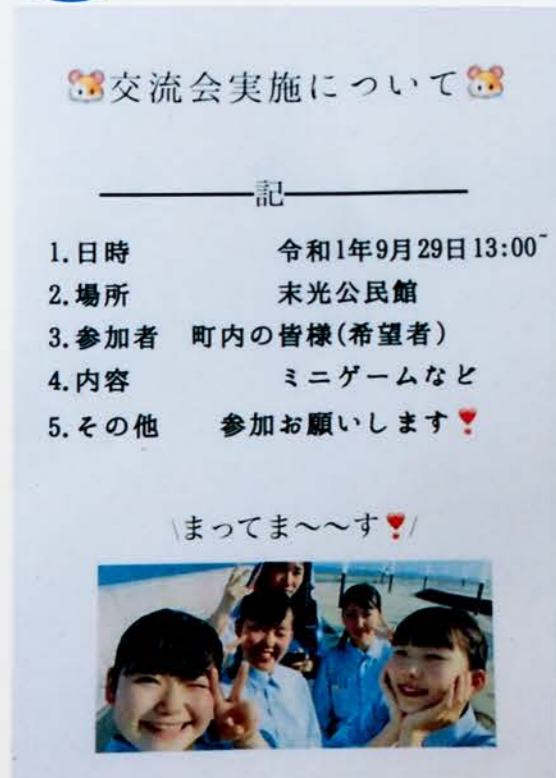 🐹交流会実施について🐹
記
1.日時 令和1年9月29日13:00~
2.場所 末光公民館
3.参加者 町内の皆様(希望者)
4.内容 ミニゲームなど
5.その他 参加お願いします❣
\まってま〜〜す❣/